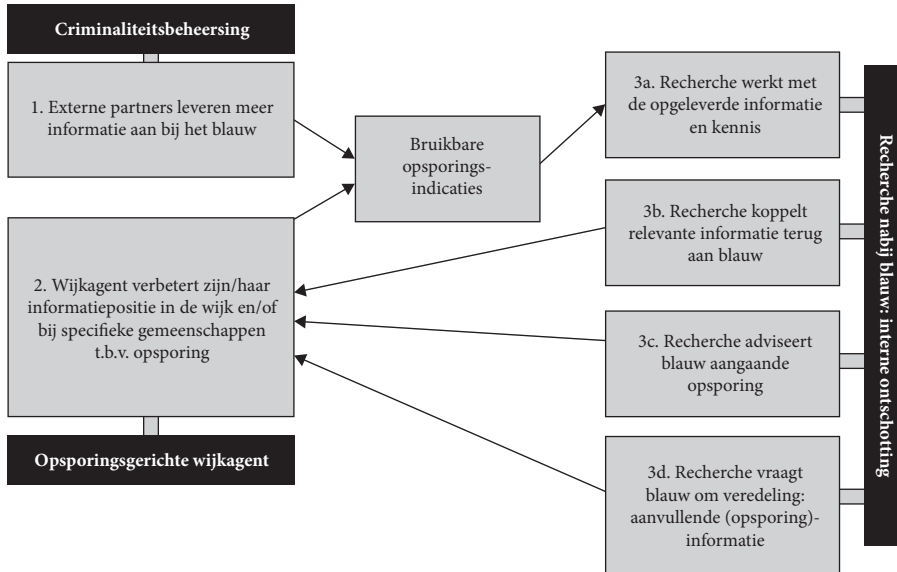 Criminaliteitsbeheersing
1. Externe partners leveren meer
informatie aan bij het blauw
Bruikbare
opsporings-
indicaties
2. Wijkagent verbetert zijn/haar
informatiepositie in de wijk en/of
bij specifieke gemeenschappen
t.b.v. opsporing
Opsporingsgerichte wijkagent
3a. Recherche werkt met
de opgeleverde informatie
en kennis
3b. Recherche koppelt
relevante informatie terug
aan blauw
3c. Recherche adviseert
blauw aangaande
opsporing
3d. Recherche vraagt
blauw om veredeling:
aanvullende (opsporing)-
informatie
Recherche nabij blauw: interne ontschotting